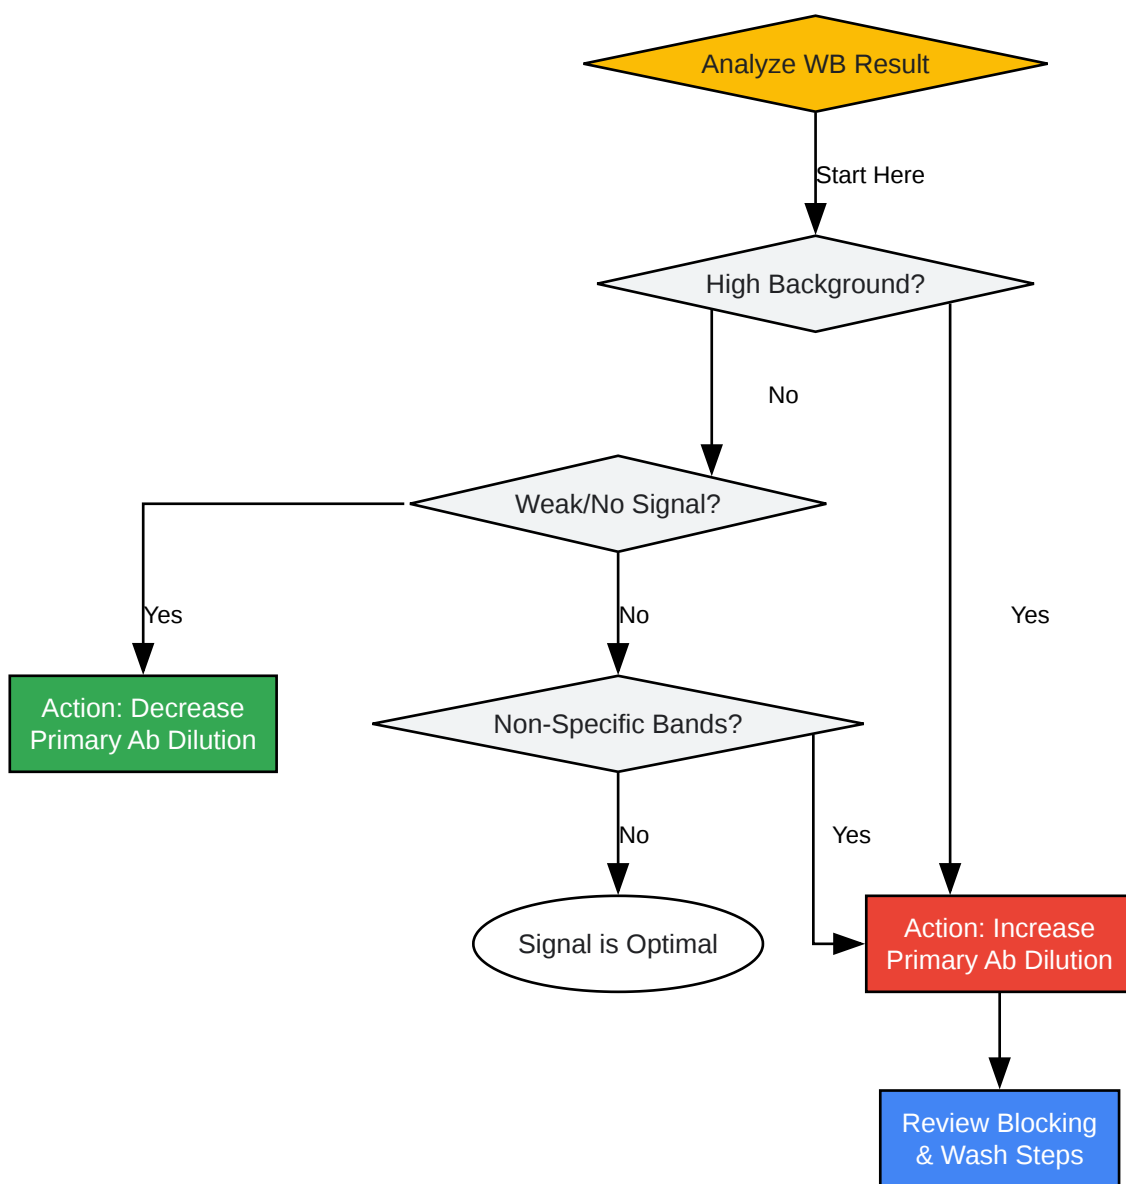 Analyze WB Result
Start Here
High Background?
No
Weak/No Signal?
Yes
No
Yes
Action: Decrease
Primary Ab Dilution
Non-Specific Bands?
No
Yes
Signal is Optimal
Action: Increase
Primary Ab Dilution
Review Blocking
& Wash Steps